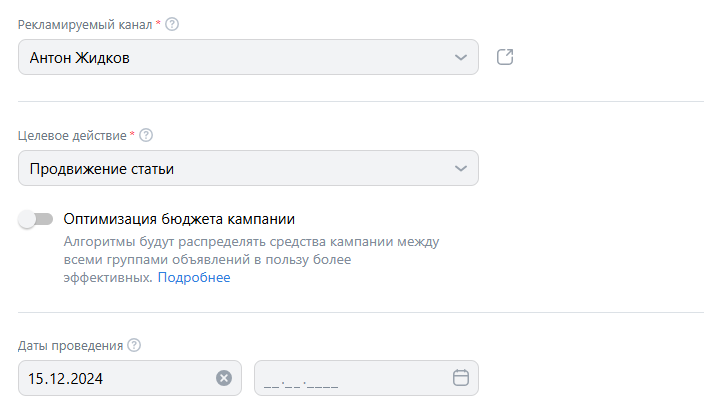 Рекламируемый канал *
Антон Жидков
Целевое действие *
Продвижение статьи
Оптимизация бюджета кампании
Алгоритмы будут распределять средства кампании между
всеми группами объявлений в пользу более
эффективных. Подробнее
Даты проведения
15.12.2024
__.__.____